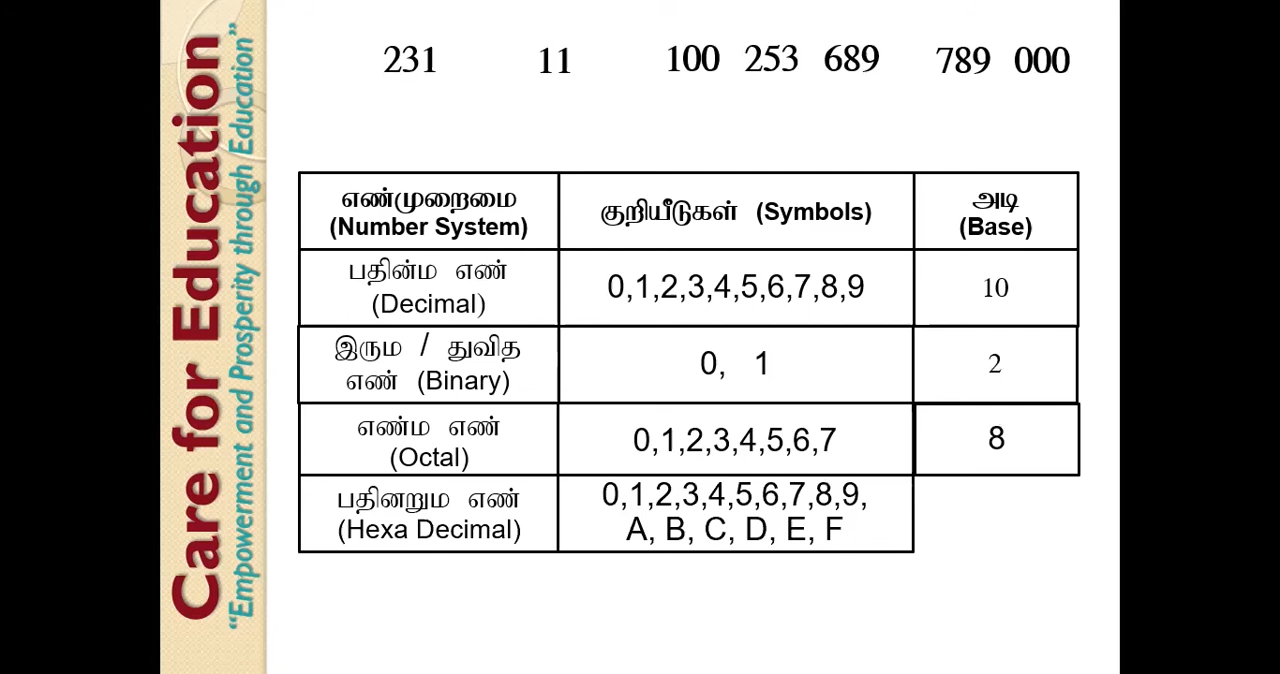 Care for Education
“Empowerment and Prosperity through Education”
231 11 100 253 689 789 000
எண்முறைமை
(Number System)
குறியீடுகள் (Symbols)
அடி
(Base)
பதின்ம எண்
(Decimal)
0,1,2,3,4,5,6,7,8,9
10
இரும / துவித
எண் (Binary)
0, 1
2
எண்ம எண்
(Octal)
0,1,2,3,4,5,6,7
8
பதினறும எண்
(Hexa Decimal)
0,1,2,3,4,5,6,7,8,9,
A, B, C, D, E, F